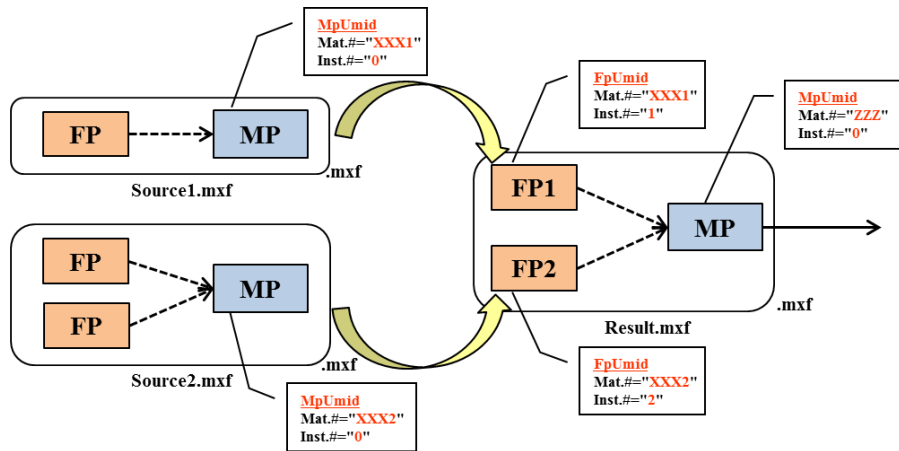 MpUmid
Mat.#="XXX1"
Inst.#="0"
FP
MP
.mxf
Source1.mxf
FP
FP
MP
.mxf
Source2.mxf
MpUmid
Mat.#="XXX2"
Inst.#="0"
FpUmid
Mat.#="XXX1"
Inst.#="1"
FP1
FP2
MP
MpUmid
Mat.#="ZZZ"
Inst.#="0"
.mxf
Result.mxf
FpUmid
Mat.#="XXX2"
Inst.#="2"